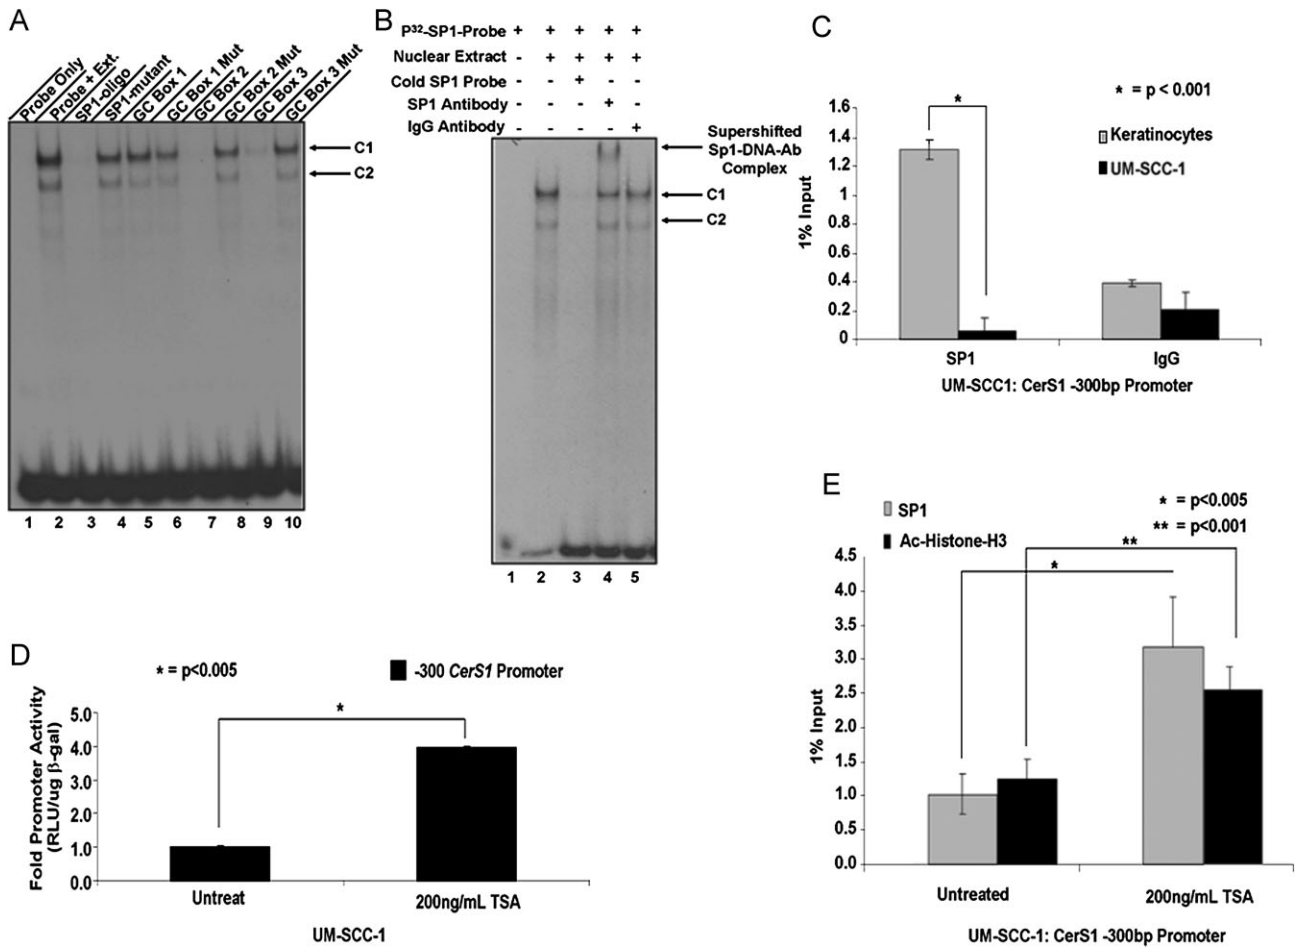 A
Probe Only
Probe + Ext.
SP1-oligo
SP1-mutant
GC Box 1
GC Box 1 Mut
GC Box 2
GC Box 2 Mut
GC Box 3
GC Box 3 Mut
C1
C2
1 2 3 4 5 6 7 8 9 10
B
P32-SP1-Probe + + + + +
Nuclear Extract - + + + +
Cold SP1 Probe - - + - -
SP1 Antibody - - - + -
IgG Antibody - - - - +
Supershifted
Sp1-DNA-Ab
Complex
C1
C2
1 2 3 4 5
C
* = p < 0.001
Keratinocytes
UM-SCC-1
*
1% Input
1.6
1.4
1.2
1
0.8
0.6
0.4
0.2
0
SP1 IgG
UM-SCC1: CerS1 -300bp Promoter
D
* = p<0.005
-300 CerS1 Promoter
*
Fold Promoter Activity
(RLU/ug β-gal)
5.0
4.0
3.0
2.0
1.0
0.0
Untreat 200ng/mL TSA
UM-SCC-1
E
SP1
Ac-Histone-H3
* = p<0.005
** = p<0.001
**
*
1% Input
4.5
4.0
3.5
3.0
2.5
2.0
1.5
1.0
0.5
0.0
Untreated 200ng/mL TSA
UM-SCC-1: CerS1 -300bp Promoter